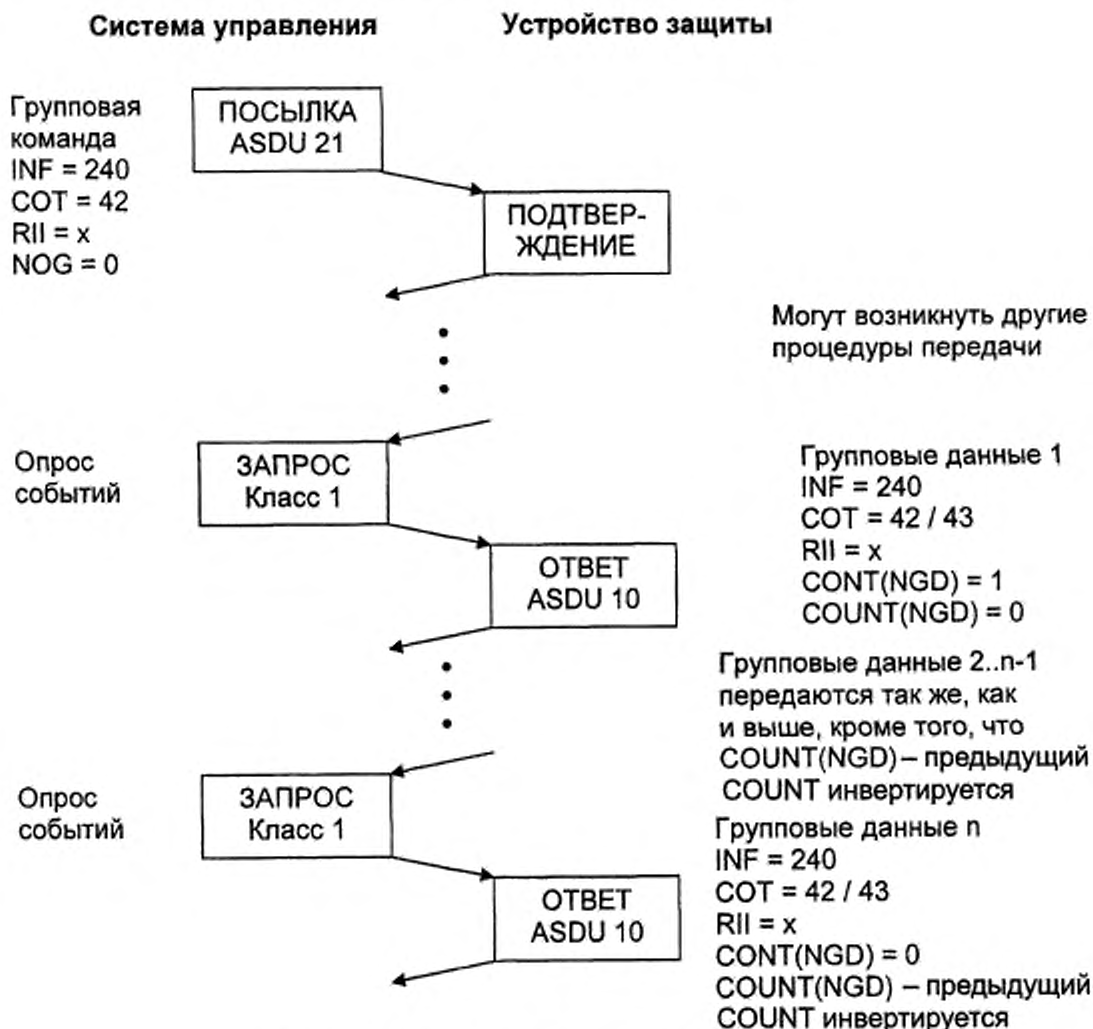 Система управления
Устройство защиты
Групповая
команда
INF = 240
COT = 42
RII = x
NOG = 0
ПОСЫЛКА
ASDU 21
ПОДТВЕР-
ЖДЕНИЕ
Могут возникнуть другие
процедуры передачи
Опрос
событий
ЗАПРОС
Класс 1
ОТВЕТ
ASDU 10
Групповые данные 1
INF = 240
COT = 42 / 43
RII = x
CONT(NGD) = 1
COUNT(NGD) = 0
Групповые данные 2..n-1
передаются так же, как
и выше, кроме того, что
COUNT(NGD) – предыдущий
COUNT инвертируется
Опрос
событий
ЗАПРОС
Класс 1
ОТВЕТ
ASDU 10
Групповые данные n
INF = 240
COT = 42 / 43
RII = x
CONT(NGD) = 0
COUNT(NGD) – предыдущий
COUNT инвертируется